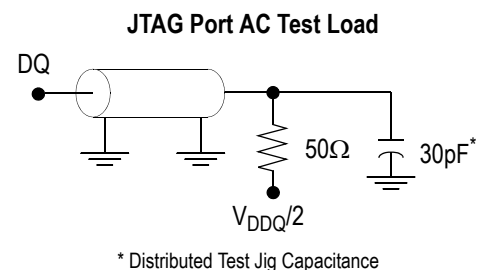 JTAG Port AC Test Load
DQ
50Ω
30pF*
VDDQ/2
* Distributed Test Jig Capacitance